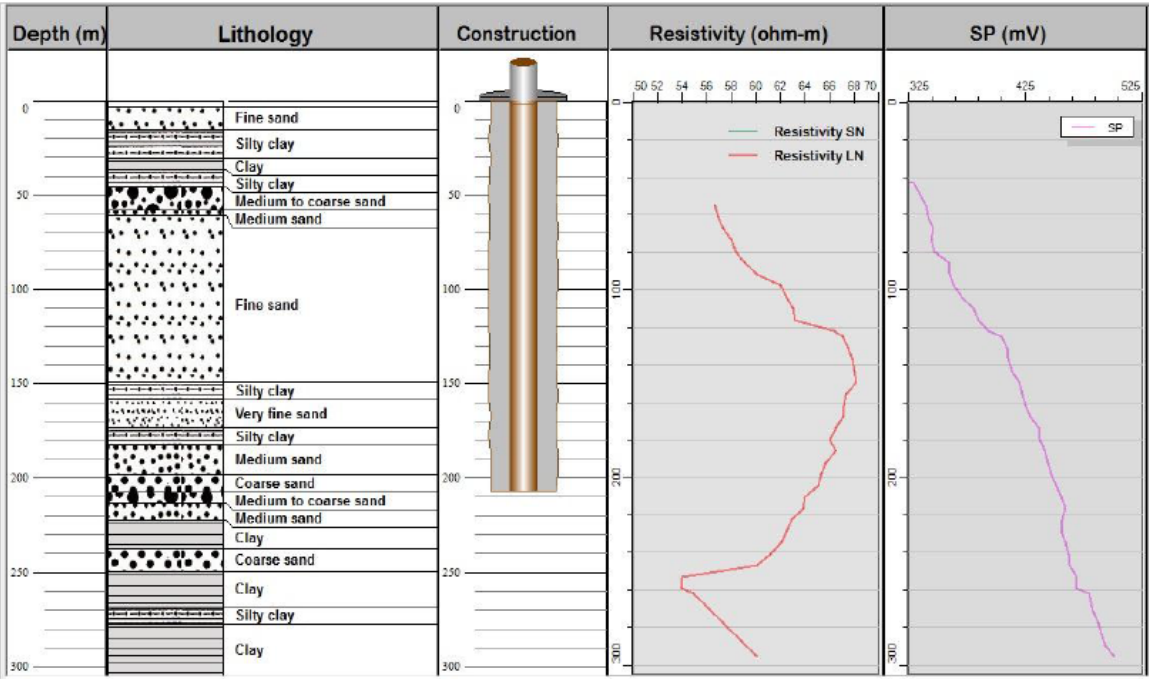 Depth (m)
Lithology
Construction
Resistivity (ohm-m)
SP (mV)
50 52 54 56 58 60 62 64 66 68 70
325 425 525
0
50
100
150
200
250
300
Fine sand
Silty clay
Clay
Silty clay
Medium to coarse sand
Medium sand
Fine sand
Silty clay
Very fine sand
Silty clay
Medium sand
Coarse sand
Medium to coarse sand
Medium sand
Clay
Coarse sand
Clay
Silty clay
Clay
0
50
100
150
200
250
300
0
100
200
300
Resistivity SN
Resistivity LN
0
100
200
300
SP